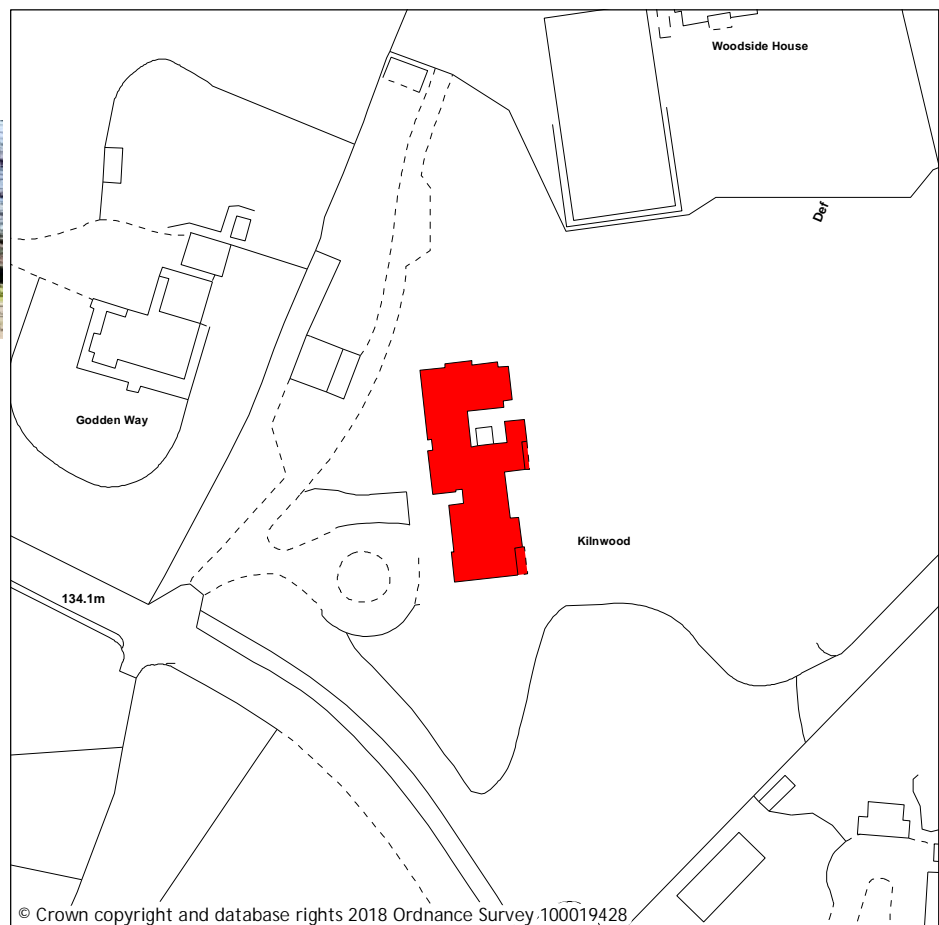 Woodside House
Def
Godden Way
Kilnwood
134.1m
© Crown copyright and database rights 2018 Ordnance Survey 100019428